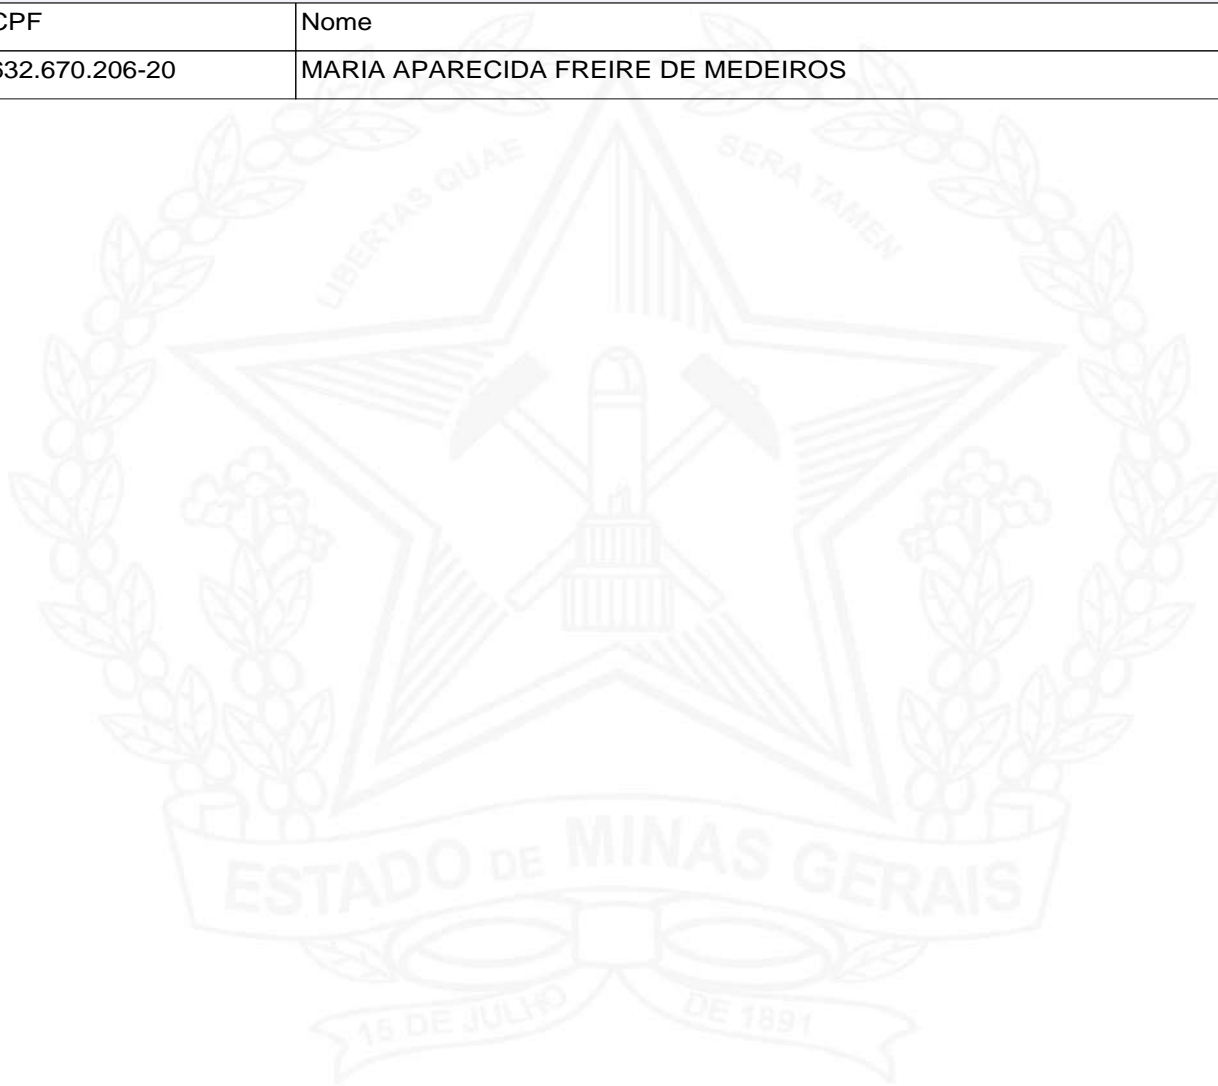 CPF Nome
632.670.206-20 MARIA APARECIDA FREIRE DE MEDEIROS
LIBERTAS QUAE SERA TAMEN
ESTADO DE MINAS GERAIS
15 DE JULHO DE 1891